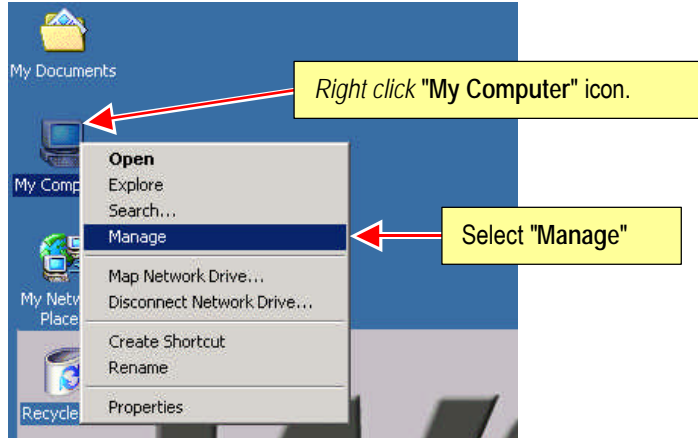 My Documents
Right click "My Computer" icon.
My Comp
Open
Explore
Search...
Manage
Select "Manage"
Map Network Drive...
Disconnect Network Drive...
My Netw
Place
Create Shortcut
Rename
Properties
Recycle